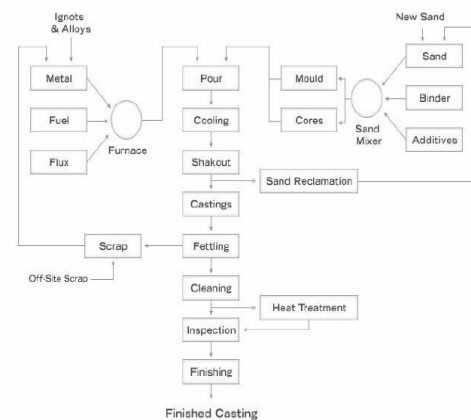 Ignots
& Alloys
New Sand
Metal
Pour
Mould
Sand
Fuel
Furnace
Cooling
Cores
Sand
Mixer
Binder
Flux
Shakout
Additives
Sand Reclamation
Castings
Scrap
Fettling
Off-Site Scrap
Cleaning
Heat Treatment
Inspection
Finishing
Finished Casting